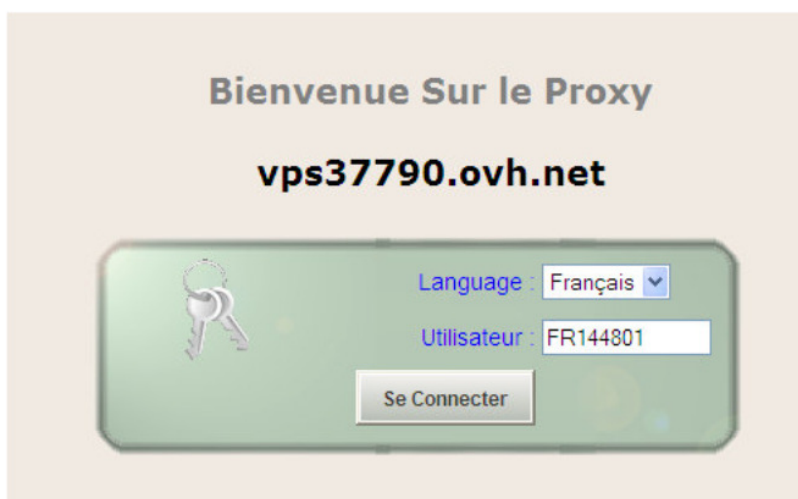 Bienvenue Sur le Proxy
vps37790.ovh.net
Language : Français
Utilisateur : FR144801
Se Connecter